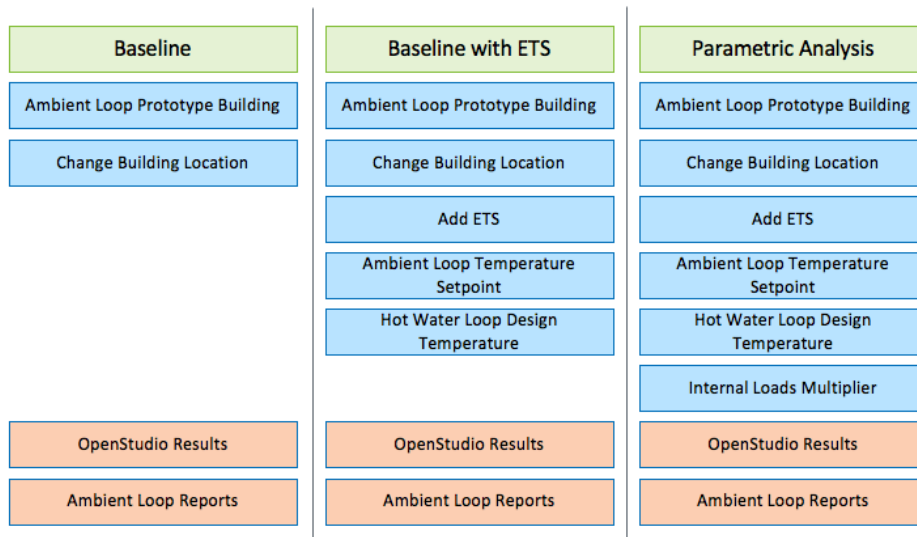 Baseline
Ambient Loop Prototype Building
Change Building Location
OpenStudio Results
Ambient Loop Reports
Baseline with ETS
Ambient Loop Prototype Building
Change Building Location
Add ETS
Ambient Loop Temperature
Setpoint
Hot Water Loop Design
Temperature
OpenStudio Results
Ambient Loop Reports
Parametric Analysis
Ambient Loop Prototype Building
Change Building Location
Add ETS
Ambient Loop Temperature
Setpoint
Hot Water Loop Design
Temperature
Internal Loads Multiplier
OpenStudio Results
Ambient Loop Reports